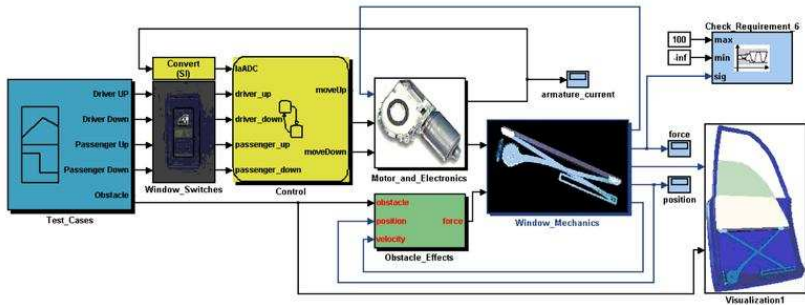 Convert
(SI)
IaADC
100
-inf
max
min
sig
Check_Requirement_6
Driver UP
Driver Down
Passenger Up
Passenger Down
Obstacle
Test_Cases
Window_Switches
driver_up
driver_down
passenger_up
passenger_down
moveUp
moveDown
Control
Motor_and_Electronics
armature_current
obstacle
position
velocity
force
Obstacle_Effects
Window_Mechanics
force
position
Visualization1